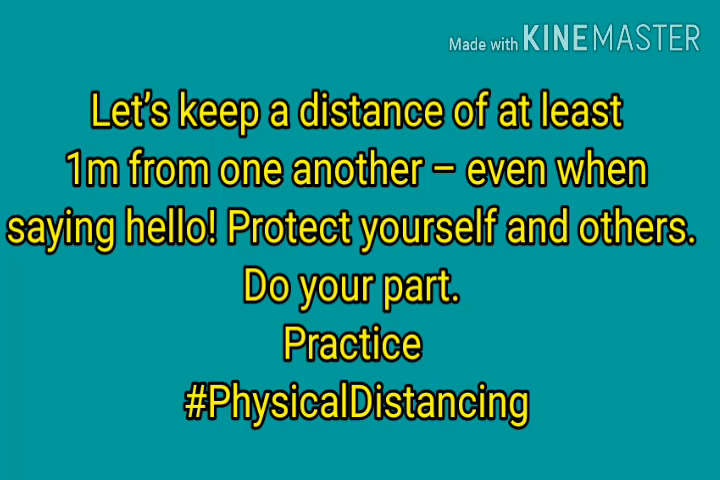 Made with KINEMASTER
Let's keep a distance of at least
1m from one another – even when
saying hello! Protect yourself and others.
Do your part.
Practice
#PhysicalDistancing